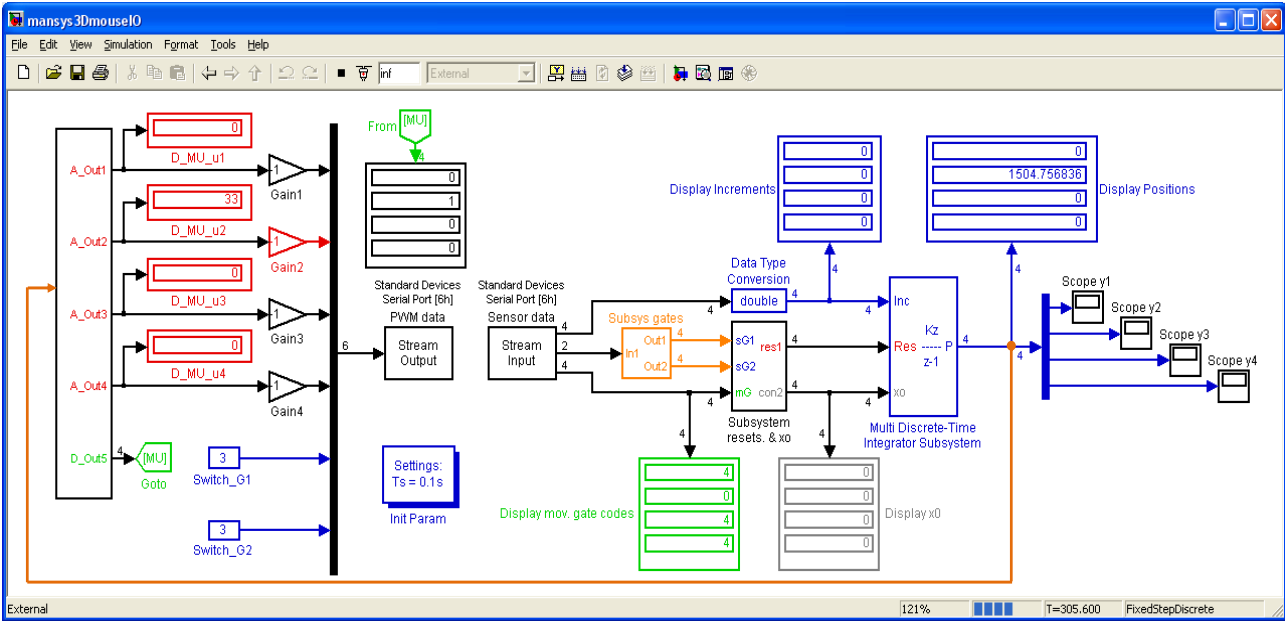 mansys3DmouseIO
File Edit View Simulation Format Tools Help
inf
External
From
[MU]
4
0
1
0
0
A_Out1
A_Out2
A_Out3
A_Out4
D_Out5
0
D_MU_u1
-1
Gain1
33
D_MU_u2
-1
Gain2
0
D_MU_u3
-1
Gain3
0
D_MU_u4
-1
Gain4
4
[MU]
Goto
3
Switch_G1
3
Switch_G2
6
Standard Devices
Serial Port [6h]
PWM data
Stream
Output
Settings:
Ts = 0.1s
Init Param
Standard Devices
Serial Port [6h]
Sensor data
Stream
Input
4
2
4
Subsys gates
In1
Out1
Out2
4
4
4
Data Type
Conversion
double
4
4
4
Display Increments
0
0
0
0
sG1
sG2
mG
res1
con2
4
4
4
Subsystem
resets. & xo
4
Display mov. gate codes
4
0
4
4
4
Display x0
0
0
0
0
4
4
Inc
Res
xo
Kz
-----
z-1
P
4
Multi Discrete-Time
Integrator Subsystem
Display Positions
0
1504.756836
0
0
4
4
Scope y1
Scope y2
Scope y3
Scope y4
External
121%
T=305.600
FixedStepDiscrete